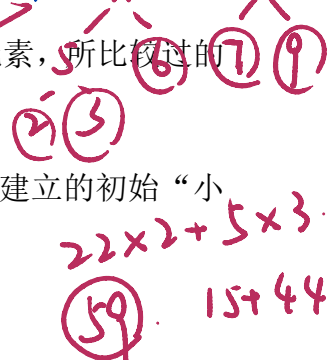 素，所比较过的
5 ⑥ ⑦ ⑨
② ③
建立的初始“小
22×2+5×3
59. 15+44